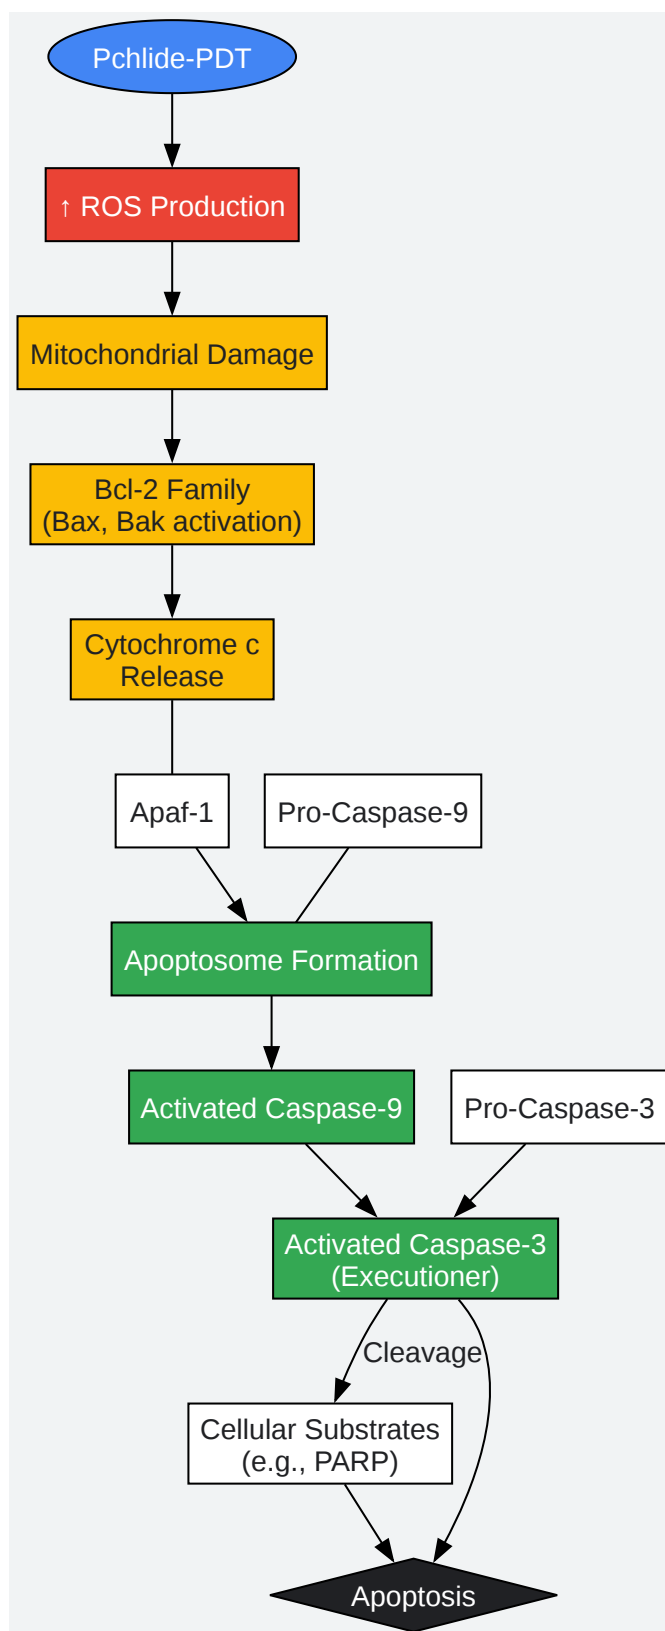 Pchlide-PDT
↑ ROS Production
Mitochondrial Damage
Bcl-2 Family
(Bax, Bak activation)
Cytochrome c
Release
Apaf-1
Pro-Caspase-9
Apoptosome Formation
Activated Caspase-9
Pro-Caspase-3
Activated Caspase-3
(Executioner)
Cleavage
Cellular Substrates
(e.g., PARP)
Apoptosis